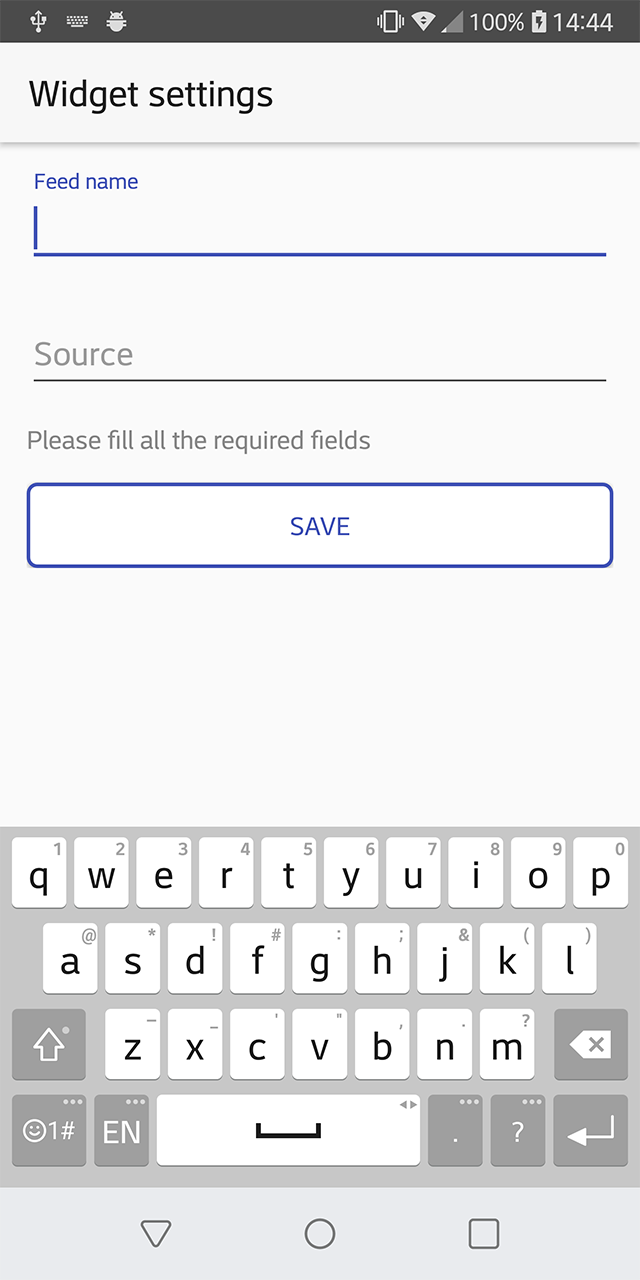 100% 14:44
Widget settings
Feed name
Source
Please fill all the required fields
SAVE
1 2 3 4 5 6 7 8 9 0
q w e r t y u i o p
@ * ! # : ; & ( )
a s d f g h j k l
– _ ' " , . ?
z x c v b n m
1# EN . ?